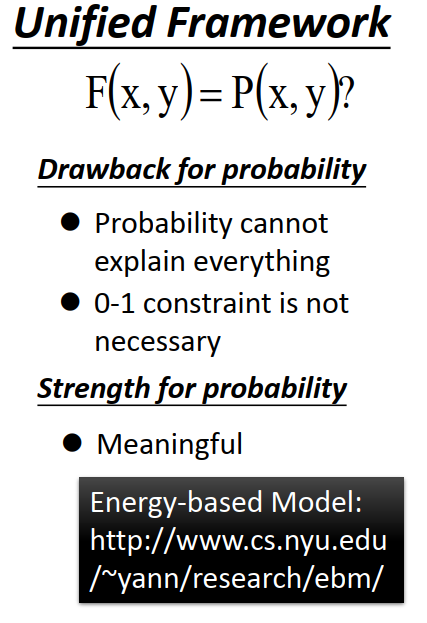 Unified Framework
F(x, y) = P(x, y)?
Drawback for probability
● Probability cannot
explain everything
● 0-1 constraint is not
necessary
Strength for probability
● Meaningful
Energy-based Model:
http://www.cs.nyu.edu
/~yann/research/ebm/